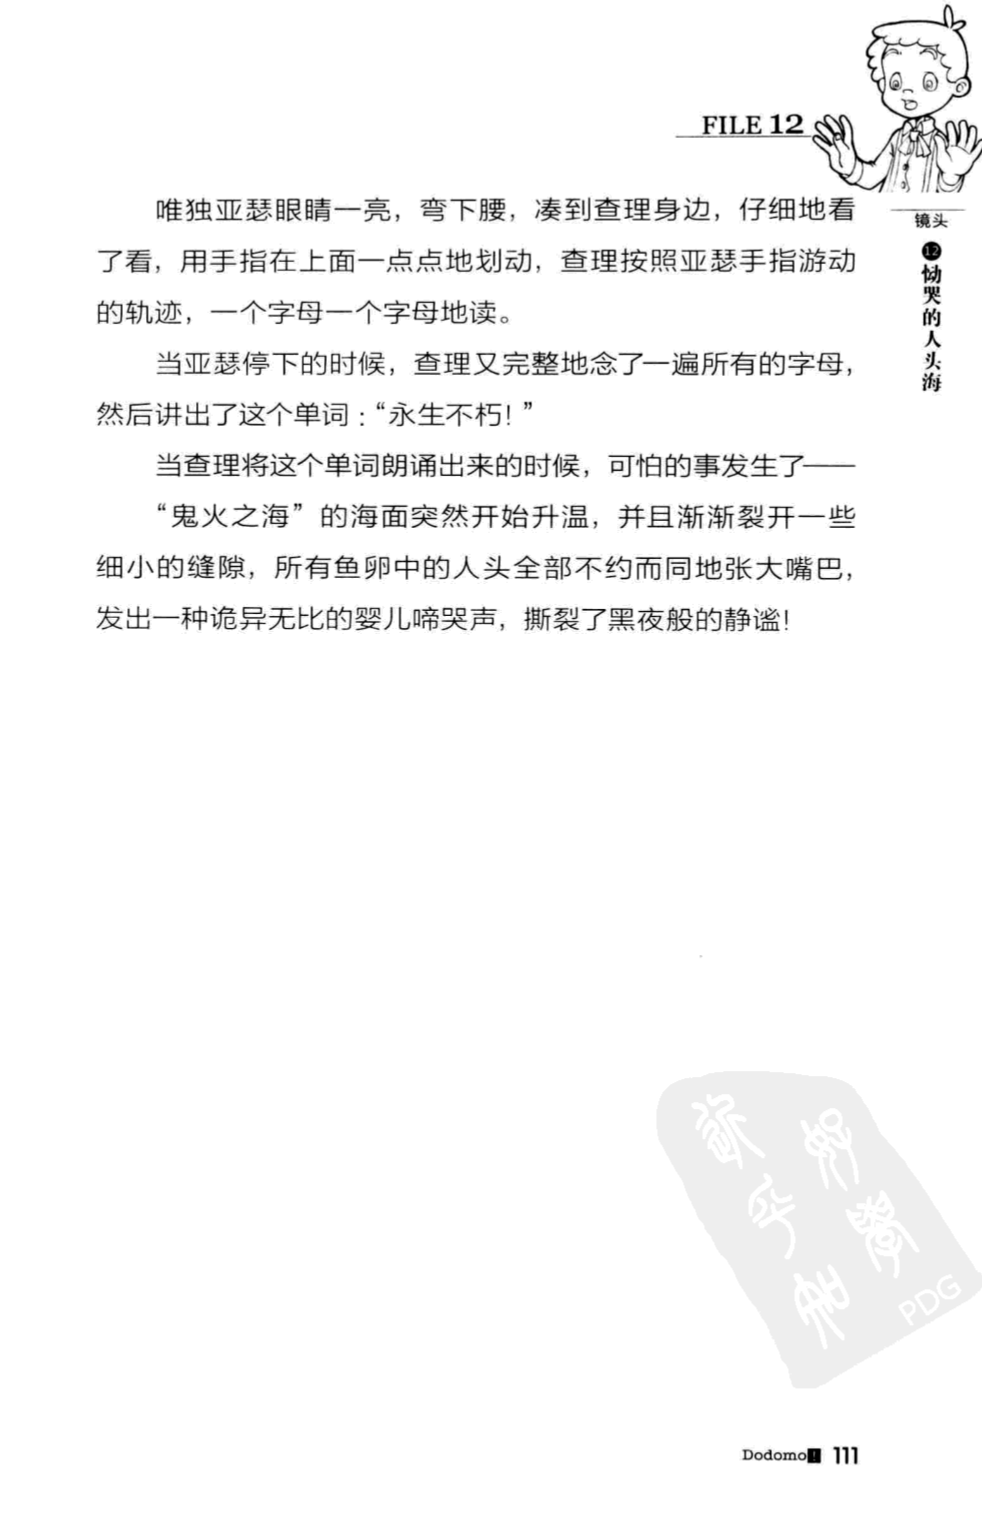 FILE 12
镜头
⑫恸哭的人头海
唯独亚瑟眼睛一亮，弯下腰，凑到查理身边，仔细地看
了看，用手指在上面一点点地划动，查理按照亚瑟手指游动
的轨迹，一个字母一个字母地读。
当亚瑟停下的时候，查理又完整地念了一遍所有的字母，
然后讲出了这个单词：“永生不朽！”
当查理将这个单词朗诵出来的时候，可怕的事发生了——
“鬼火之海”的海面突然开始升温，并且渐渐裂开一些
细小的缝隙，所有鱼卵中的人头全部不约而同地张大嘴巴，
发出一种诡异无比的婴儿啼哭声，撕裂了黑夜般的静谧！
好学
PDG
Dodomo! 111